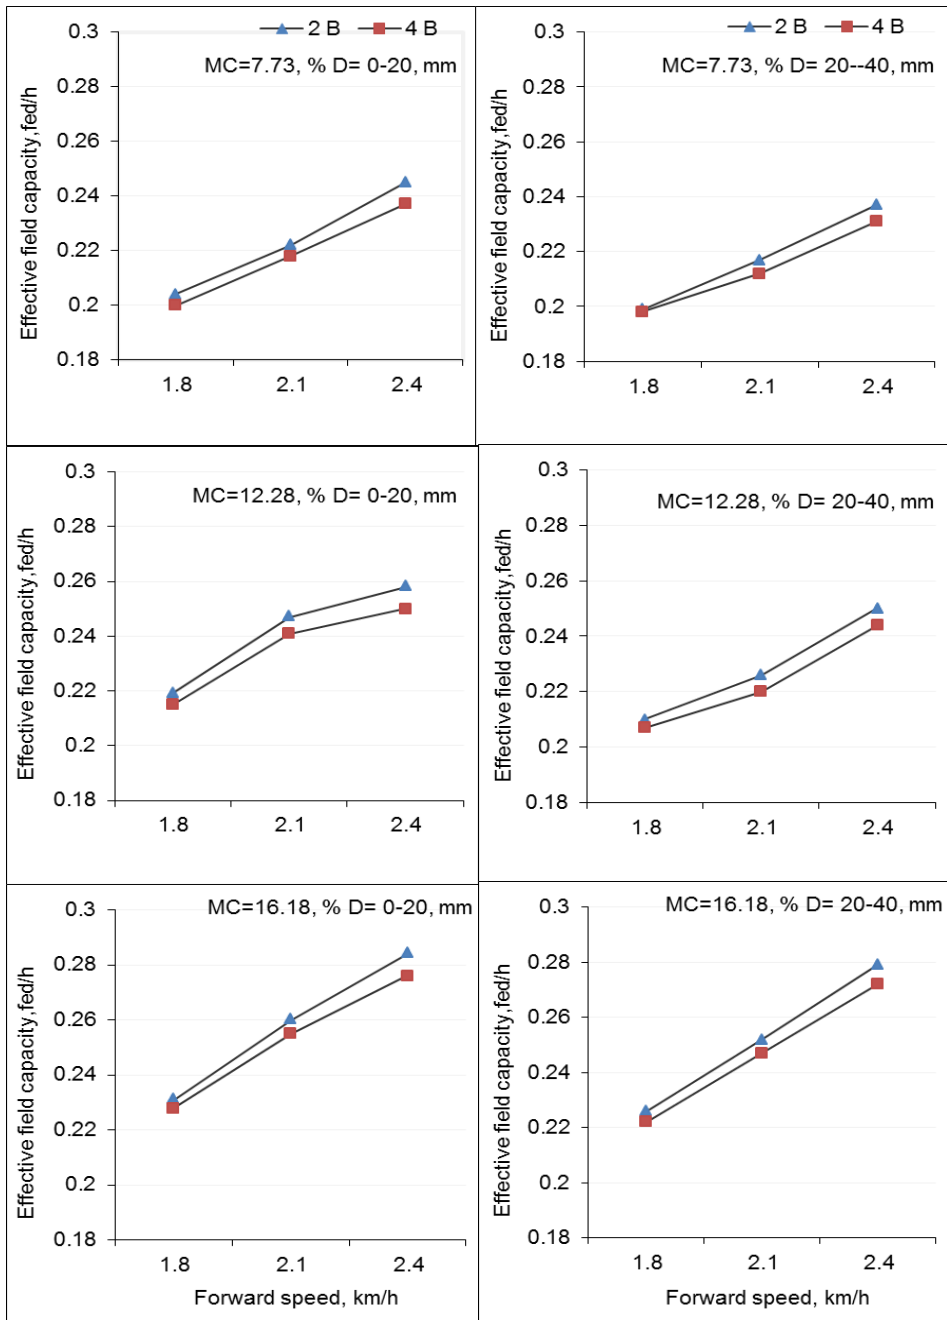 2 B 4 B
MC=7.73, % D= 0-20, mm
Effective field capacity,fed/h
0.3
0.28
0.26
0.24
0.22
0.2
0.18
1.8 2.1 2.4
2 B 4 B
MC=7.73, % D= 20--40, mm
Effective field capacity,fed/h
0.3
0.28
0.26
0.24
0.22
0.2
0.18
1.8 2.1 2.4
MC=12.28, % D= 0-20, mm
Effective field capacity,fed/h
0.3
0.28
0.26
0.24
0.22
0.2
0.18
1.8 2.1 2.4
MC=12.28, % D= 20-40, mm
Effective field capacity,fed/h
0.3
0.28
0.26
0.24
0.22
0.2
0.18
1.8 2.1 2.4
MC=16.18, % D= 0-20, mm
Effective field capacity,fed/h
0.3
0.28
0.26
0.24
0.22
0.2
0.18
1.8 2.1 2.4
Forward speed, km/h
MC=16.18, % D= 20-40, mm
Effective field capacity,fed/h
0.3
0.28
0.26
0.24
0.22
0.2
0.18
1.8 2.1 2.4
Forward speed, km/h